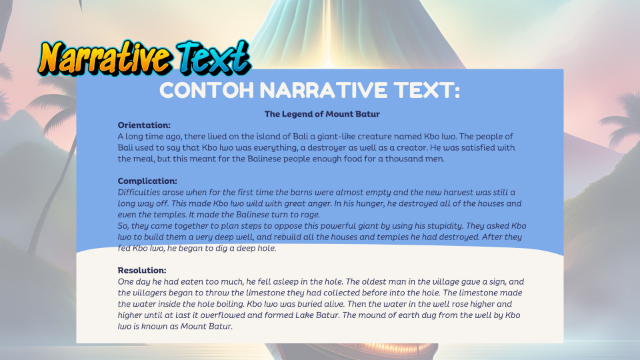 Narrative Text
CONTOH NARRATIVE TEXT:
The Legend of Mount Batur
Orientation:
A long time ago, there lived on the island of Bali a giant-like creature named Kbo Iwo. The people of
Bali used to say that Kbo Iwo was everything, a destroyer as well as a creator. He was satisfied with
the meal, but this meant for the Balinese people enough food for a thousand men.
Complication:
Difficulties arose when for the first time the barns were almost empty and the new harvest was still a
long way off. This made Kbo Iwo wild with great anger. In his hunger, he destroyed all of the houses and
even the temples. It made the Balinese turn to rage.
So, they came together to plan steps to oppose this powerful giant by using his stupidity. They asked Kbo
Iwo to build them a very deep well, and rebuild all the houses and temples he had destroyed. After they
fed Kbo Iwo, he began to dig a deep hole.
Resolution:
One day he had eaten too much, he fell asleep in the hole. The oldest man in the village gave a sign, and
the villagers began to throw the limestone they had collected before into the hole. The limestone made
the water inside the hole boiling. Kbo Iwo was buried alive. Then the water in the well rose higher and
higher until at last it overflowed and formed Lake Batur. The mound of earth dug from the well by Kbo
Iwo is known as Mount Batur.